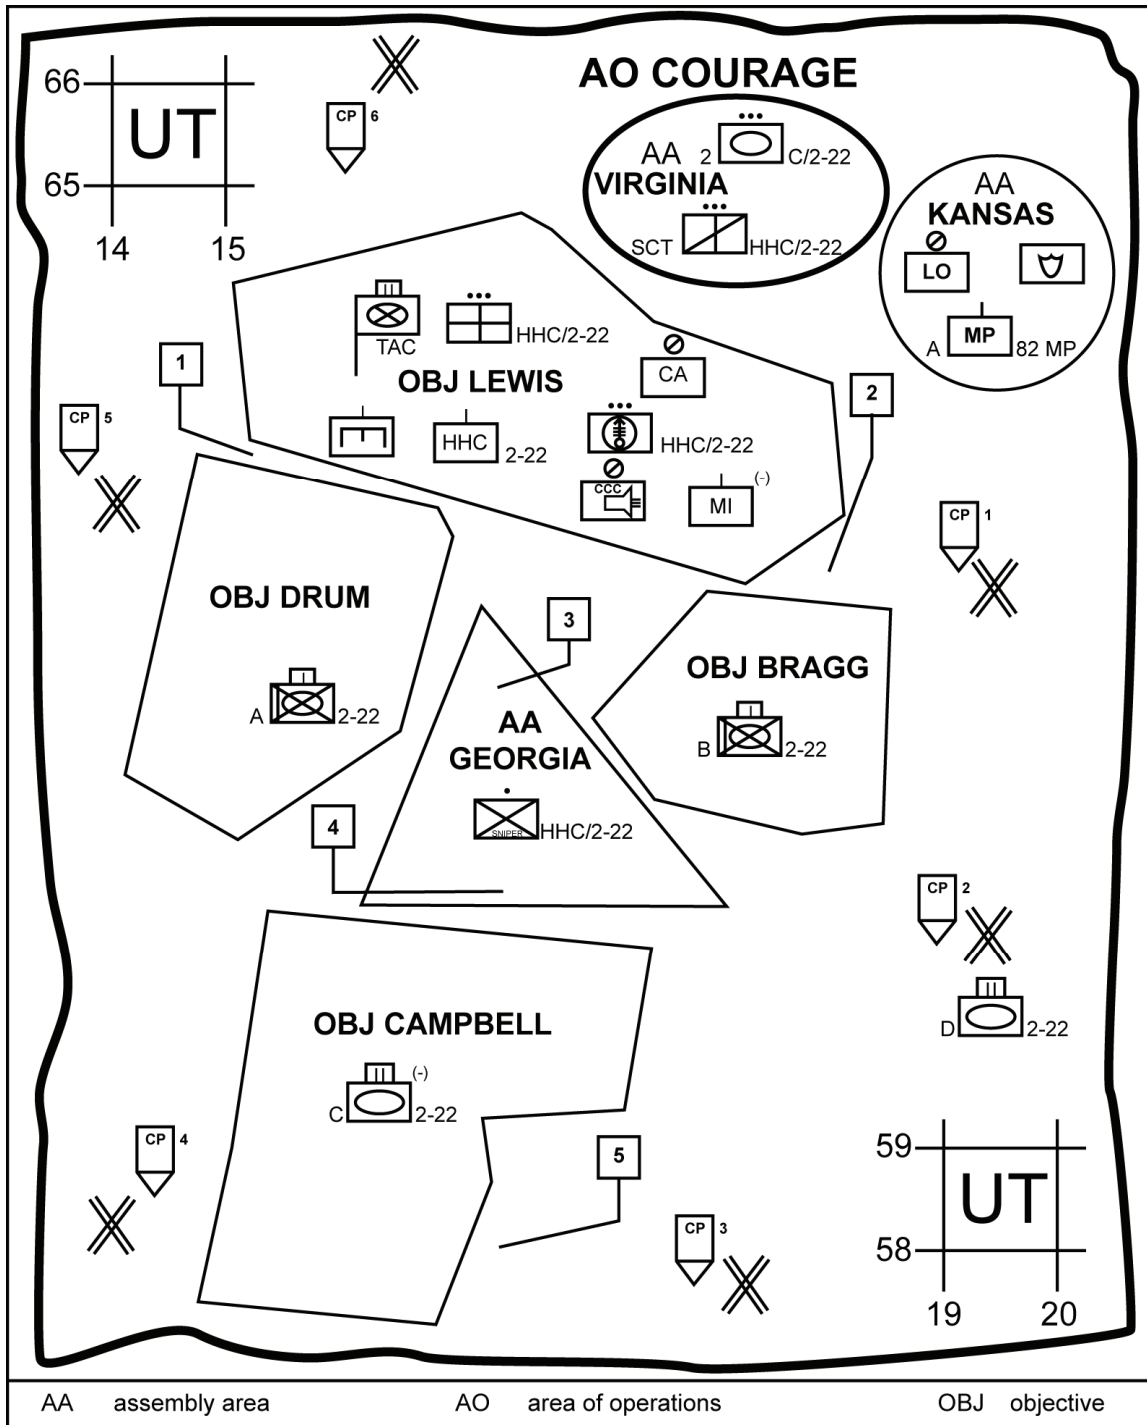 AO COURAGE
66
UT
65
14 15
CP 6
AA 2 C/2-22
VIRGINIA
SCT HHC/2-22
AA
KANSAS
LO
A MP 82 MP
TAC
HHC/2-22
OBJ LEWIS
CA
HHC 2-22
HHC/2-22
CCC
MI (-)
1
2
CP 5
CP 1
OBJ DRUM
A 2-22
3
OBJ BRAGG
B 2-22
AA
GEORGIA
SNIPER HHC/2-22
4
CP 2
D 2-22
OBJ CAMPBELL
(-)
C 2-22
CP 4
5
CP 3
59
UT
58
19 20
AA assembly area AO area of operations OBJ objective